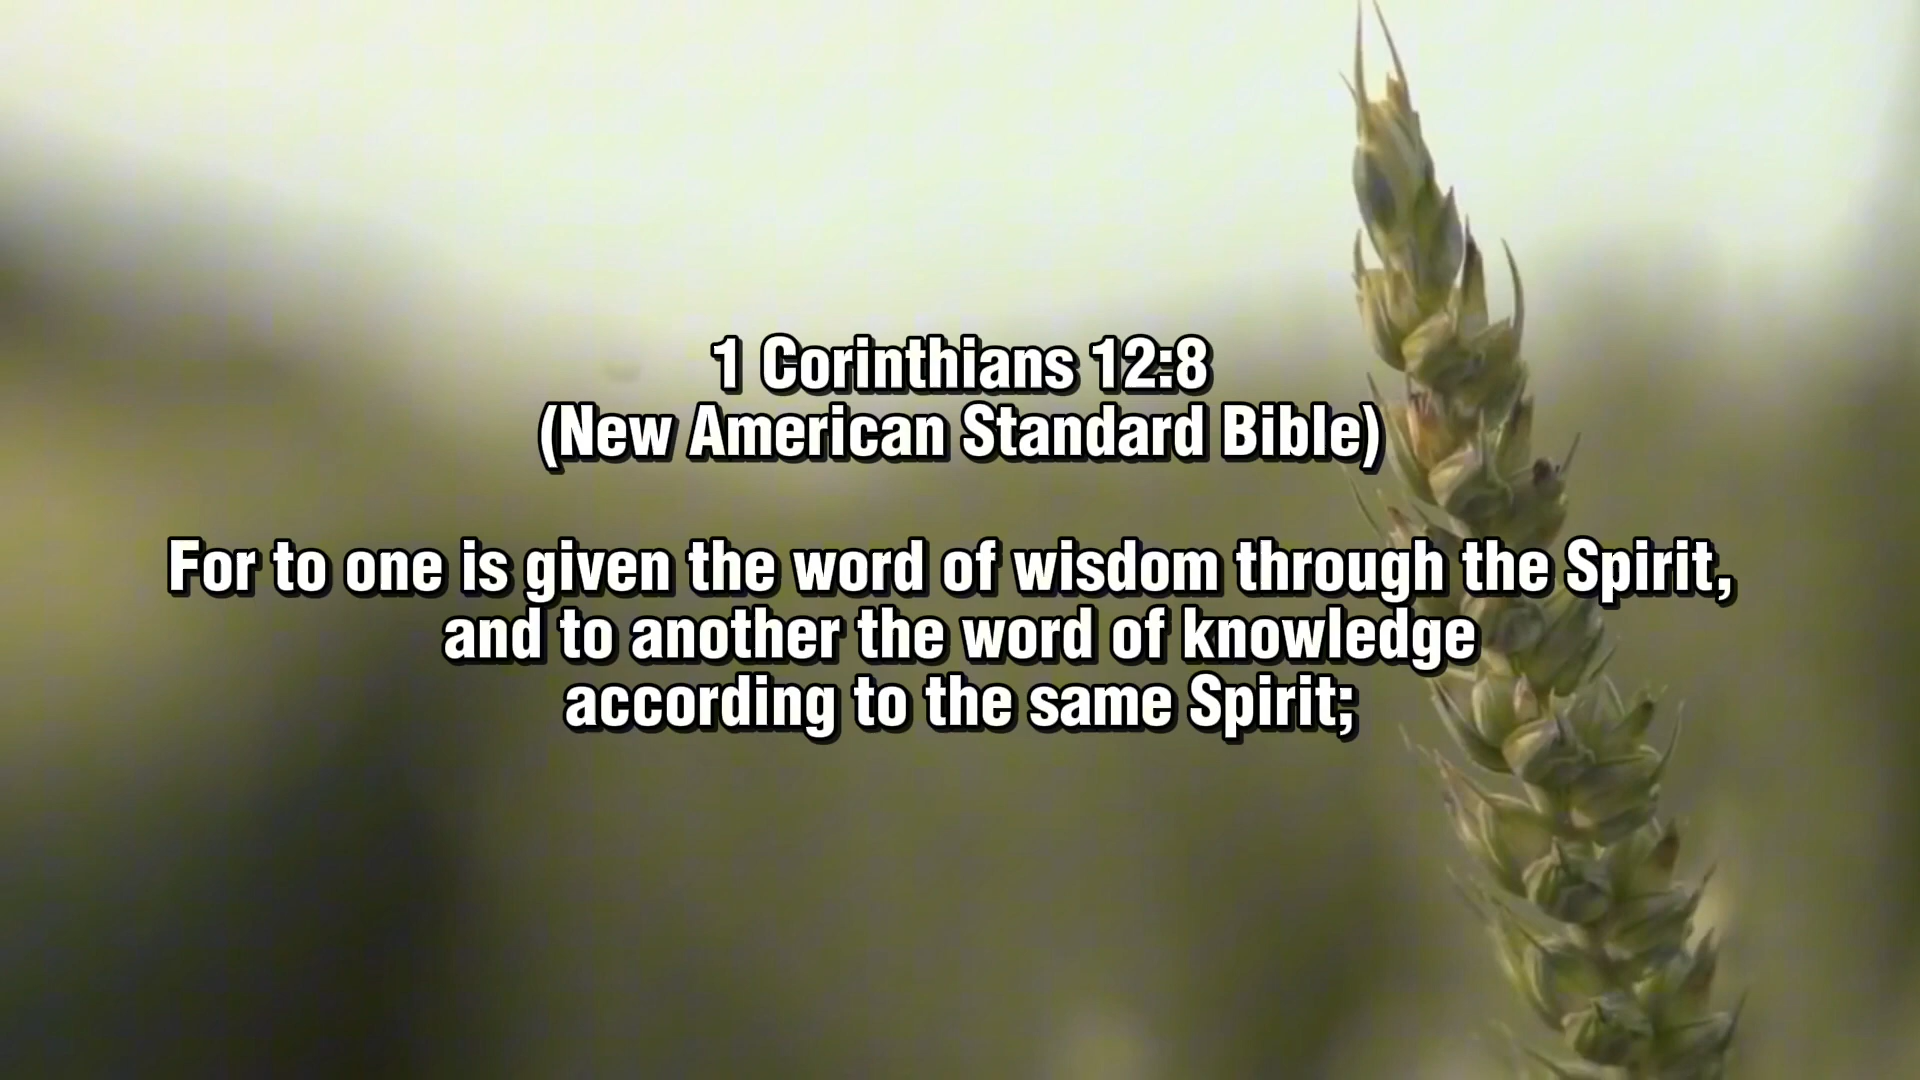 1 Corinthians 12:8
(New American Standard Bible)
For to one is given the word of wisdom through the Spirit,
and to another the word of knowledge
according to the same Spirit;